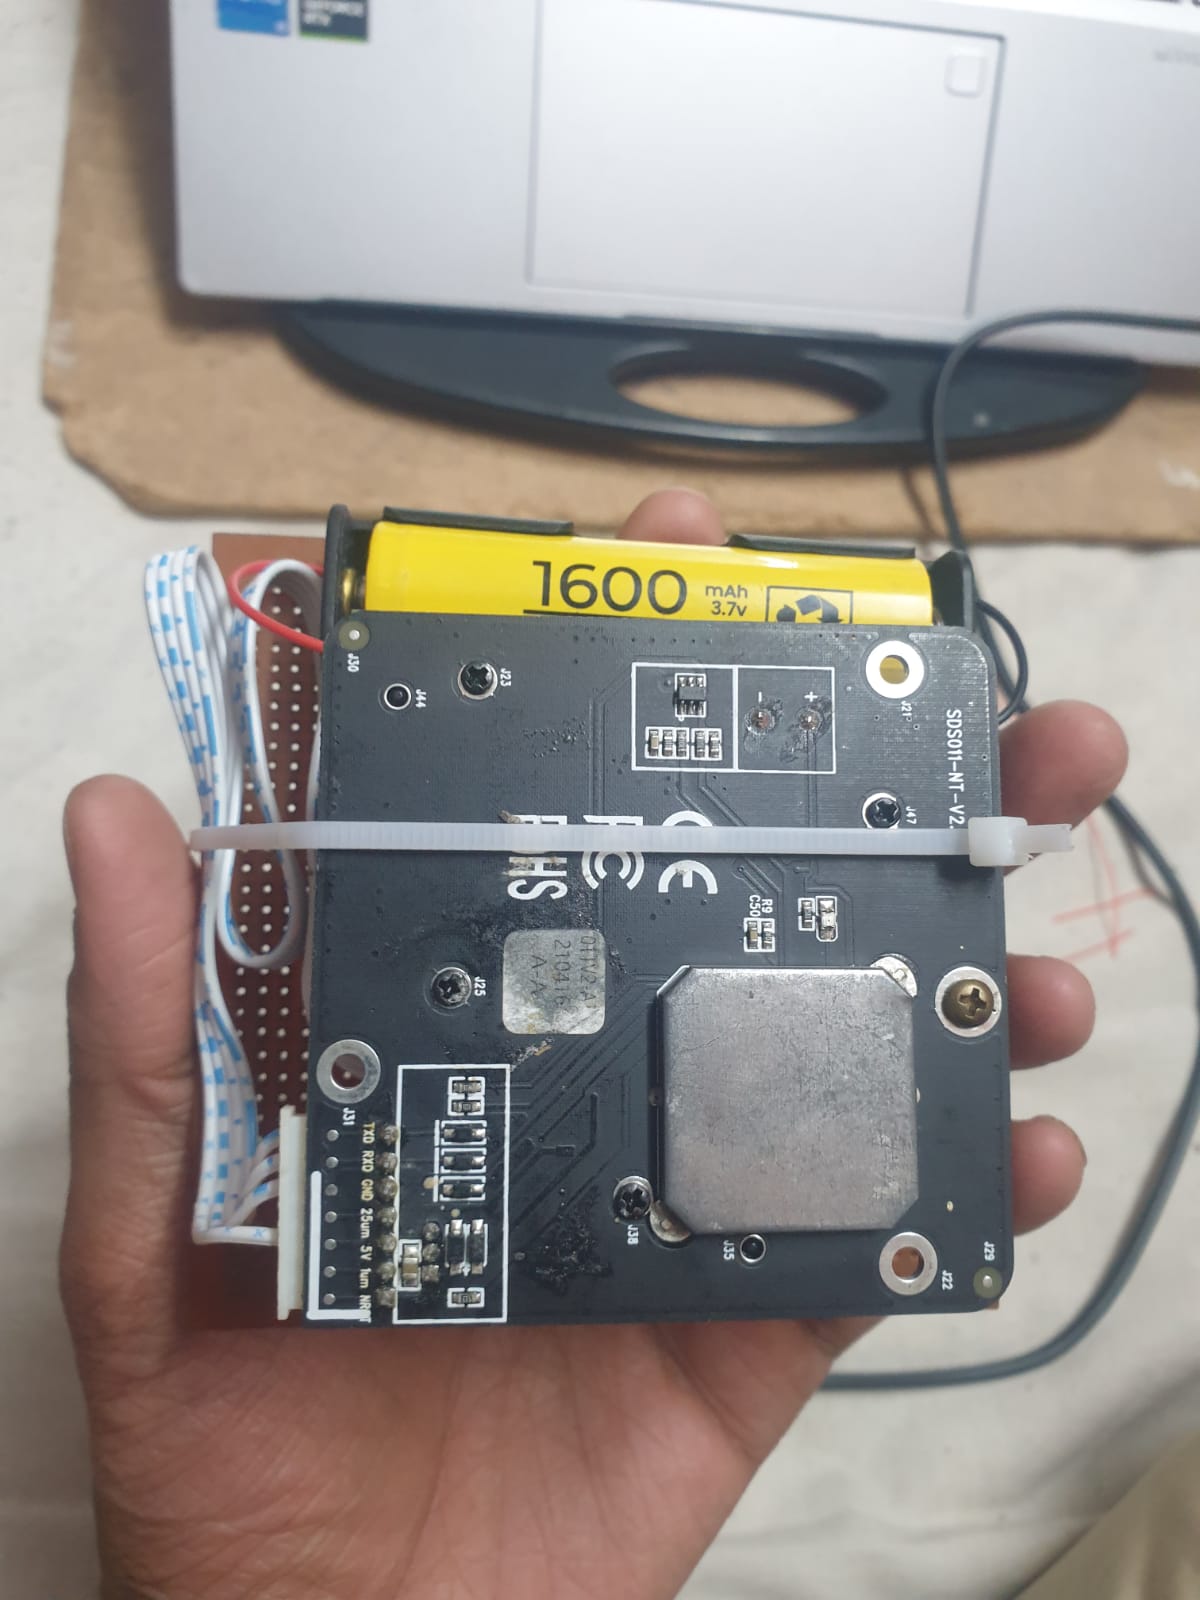 1600 mAh
3.7v
J30
J44
J23
- +
J21
SDS011-NT-V2.
J47
FC
CE
R9
C50
J25
J31
TXD RXD GND 25um 5V 1um
J38
J35
J22
J29